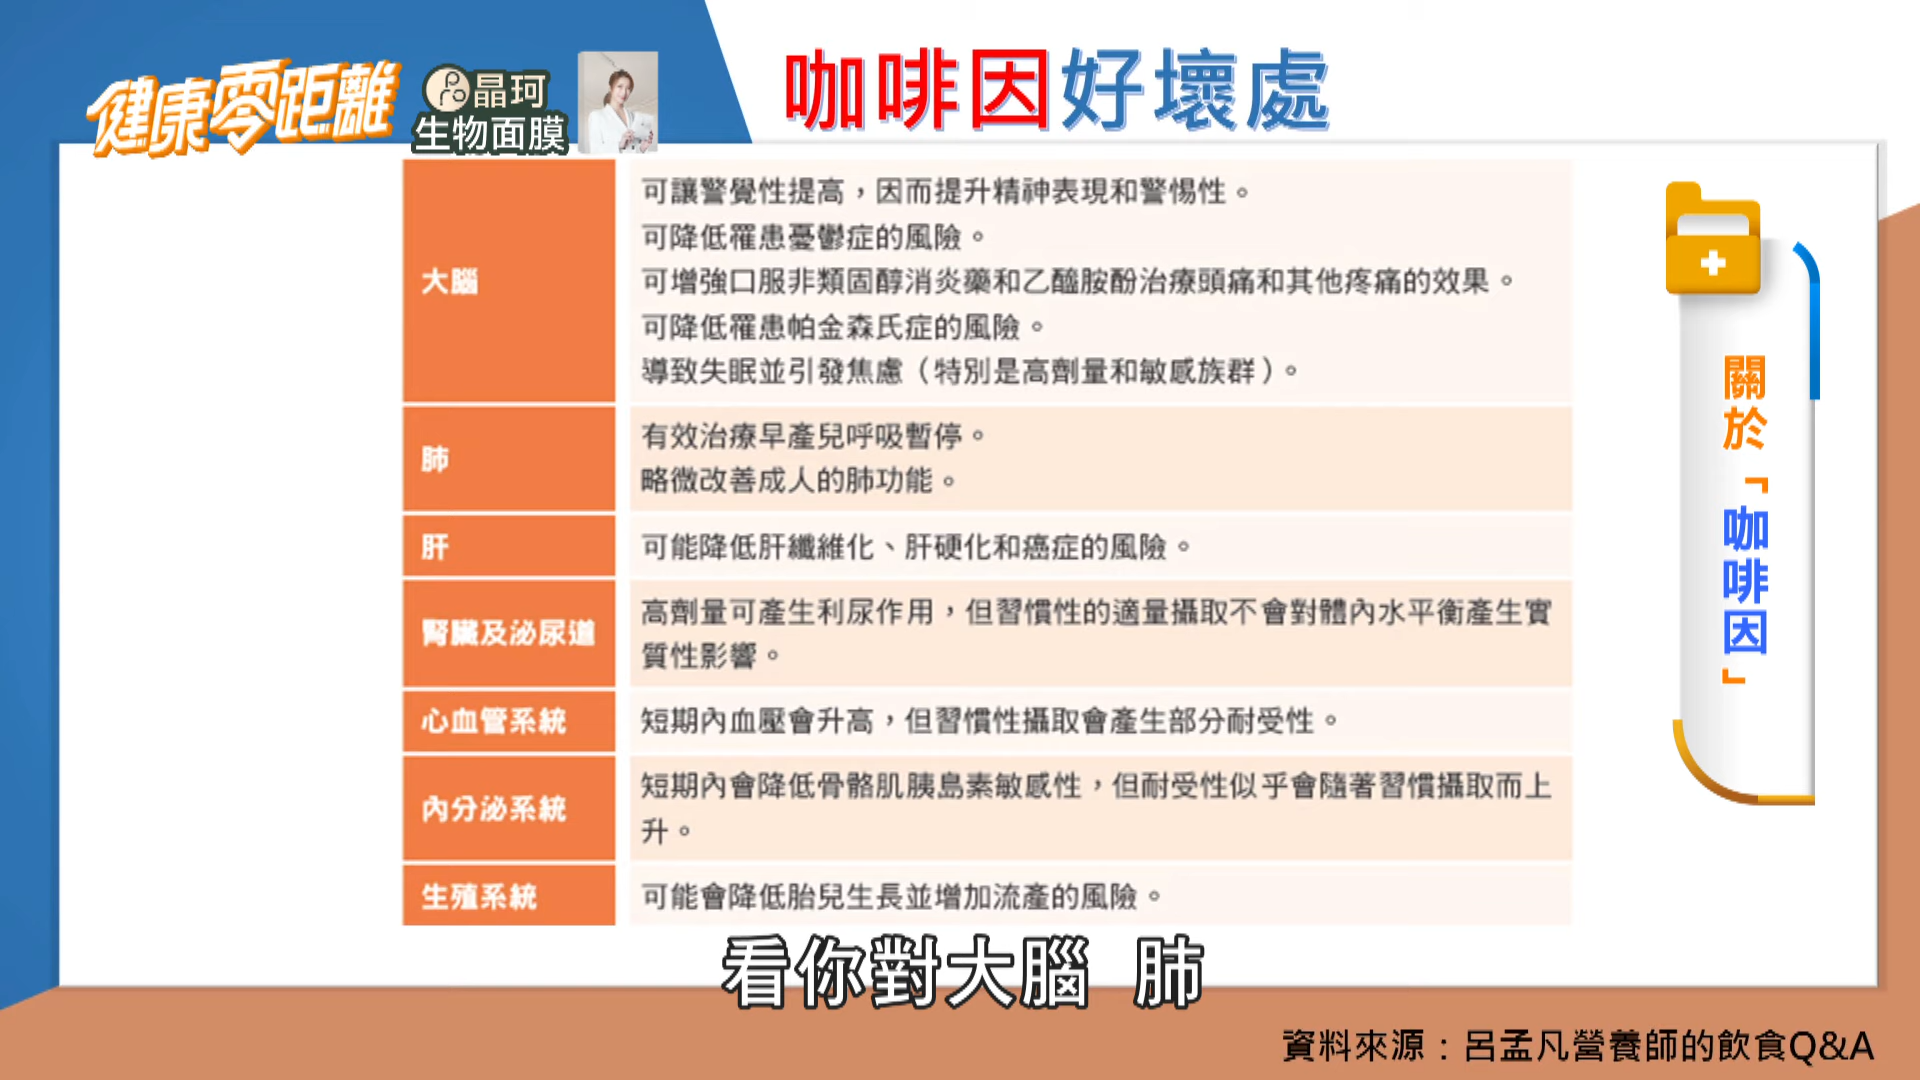 健康零距離
晶珂
生物面膜
咖啡因好壞處
大腦
可讓警覺性提高，因而提升精神表現和警惕性。
可降低罹患憂鬱症的風險。
可增強口服非類固醇消炎藥和乙醯胺酚治療頭痛和其他疼痛的效果。
可降低罹患帕金森氏症的風險。
導致失眠並引發焦慮（特別是高劑量和敏感族群）。
肺
有效治療早產兒呼吸暫停。
略微改善成人的肺功能。
肝
可能降低肝纖維化、肝硬化和癌症的風險。
腎臟及泌尿道
高劑量可產生利尿作用，但習慣性的適量攝取不會對體內水平衡產生實
質性影響。
心血管系統
短期內血壓會升高，但習慣性攝取會產生部分耐受性。
內分泌系統
短期內會降低骨骼肌胰島素敏感性，但耐受性似乎會隨著習慣攝取而上
升。
生殖系統
可能會降低胎兒生長並增加流產的風險。
關於「咖啡因」
看你對大腦 肺
資料來源：呂孟凡營養師的飲食Q&A